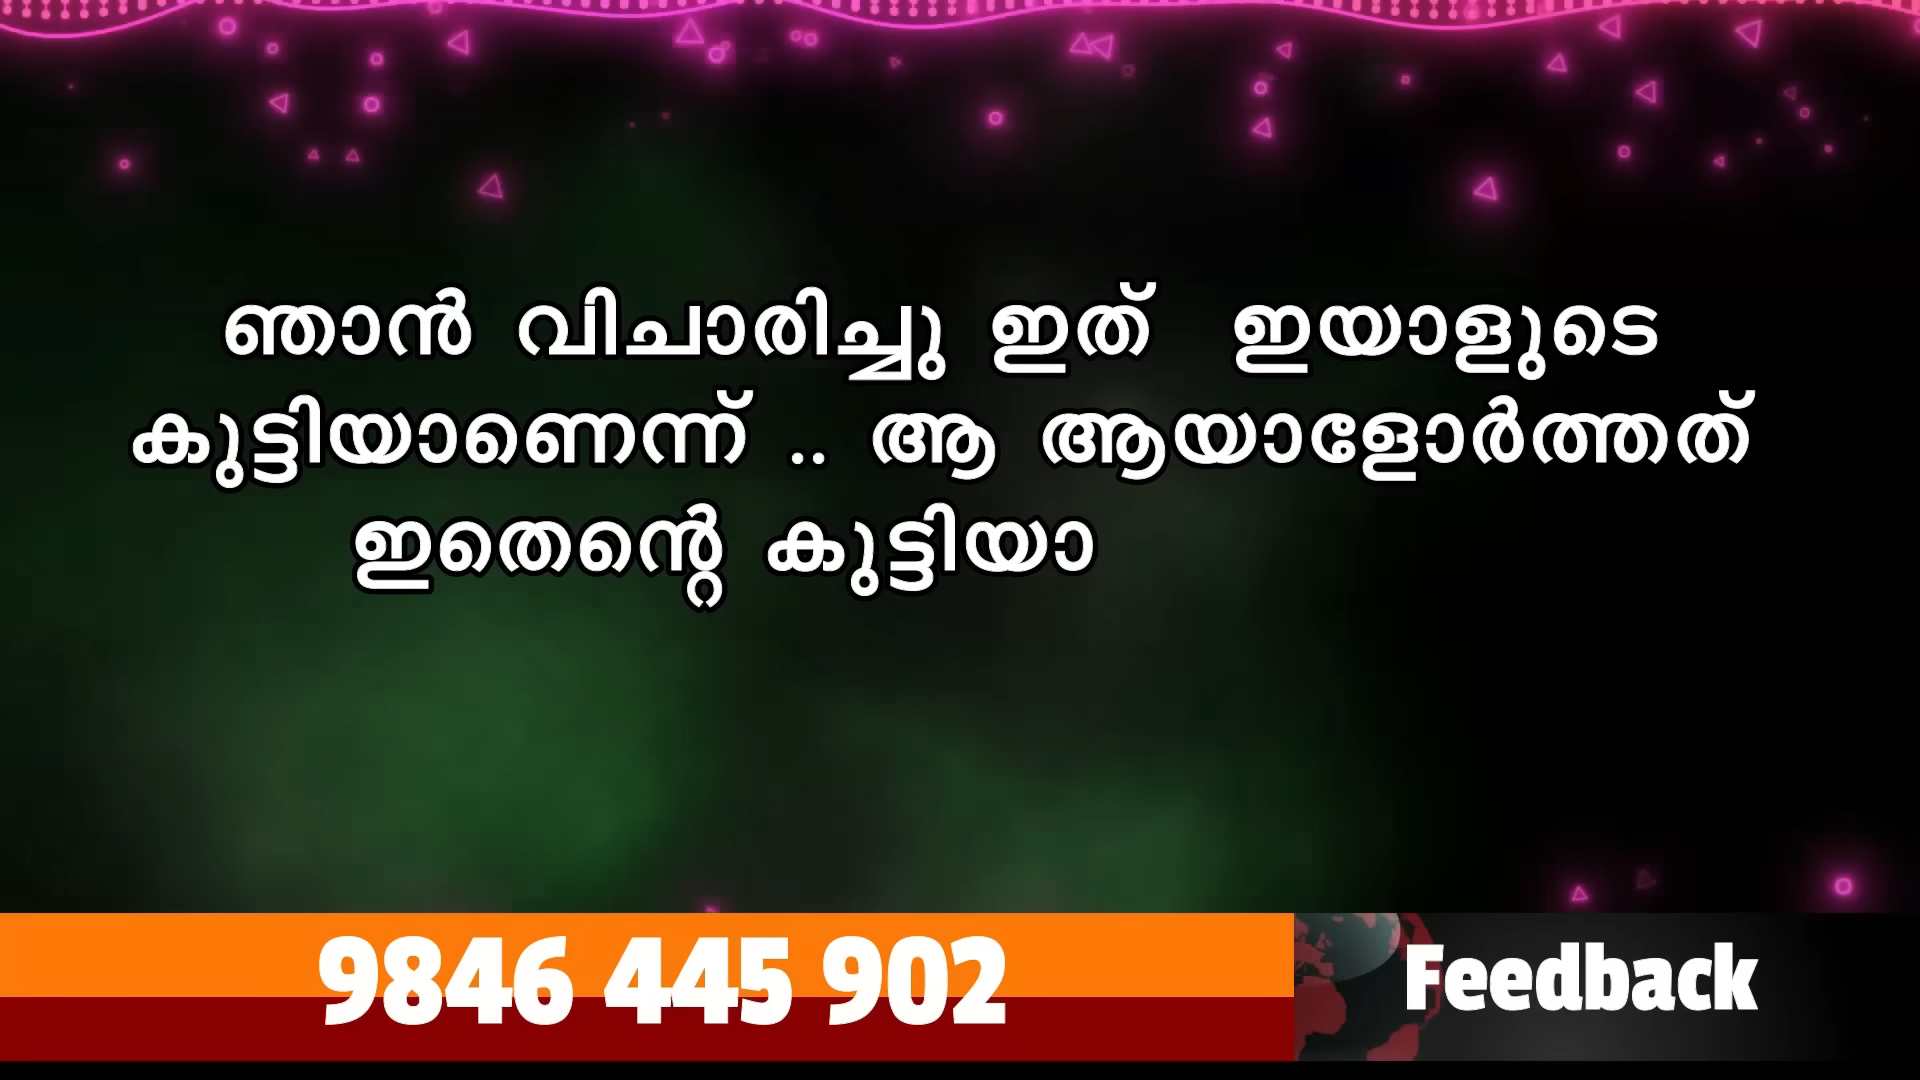 ഞാൻ വിചാരിച്ചു ഇത് ഇയാളുടെ
കുട്ടിയാണെന്ന് .. ആ ആയാളോർത്തത്
ഇതെന്റെ കുട്ടിയാ
9846 445 902
Feedback